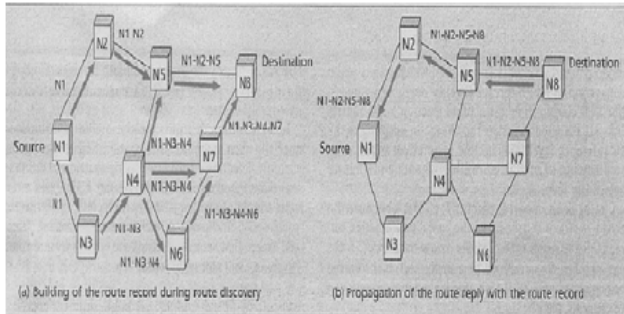 N1-N2
N2
N1-N2-N5
Destination
N5
N8
N1
N1-N3-N4-N7
Source
N1
N1-N3-N4
N7
N4
N1-N3-N4
N1
N1-N3-N4-N6
N3
N1-N3
N6
N1-N3-N4
(a) Building of the route record during route discovery
N2
N1-N2-N5-N8
N1-N2-N5-N8
Destination
N5
N8
N1-N2-N5-N8
Source
N1
N7
N4
N3
N6
(b) Propagation of the route reply with the route record